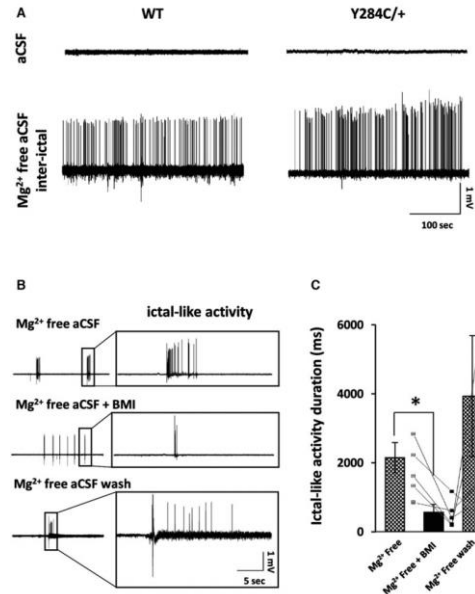 A
WT
Y284C/+
aCSF
Mg²⁺ free aCSF
inter-ictal
1 mV
100 sec
B
ictal-like activity
Mg²⁺ free aCSF
Mg²⁺ free aCSF + BMI
Mg²⁺ free aCSF wash
1 mV
5 sec
C
Ictal-like activity duration (ms)
6000
4000
2000
0
*
Mg²⁺ Free
Mg²⁺ Free + BMI
Mg²⁺ Free wash